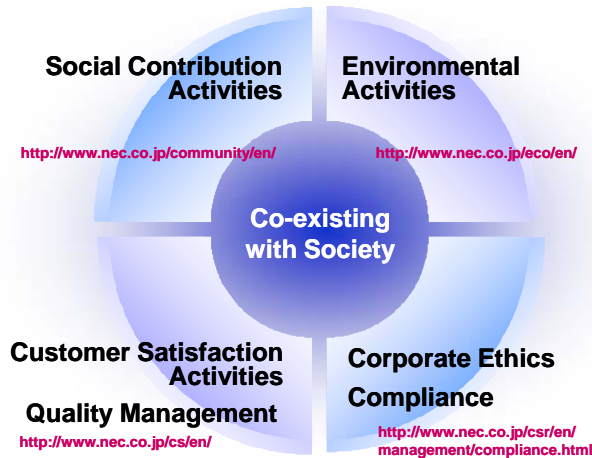 Social Contribution
Activities
http://www.nec.co.jp/community/en/
Environmental
Activities
http://www.nec.co.jp/eco/en/
Co-existing
with Society
Customer Satisfaction
Activities
Quality Management
http://www.nec.co.jp/cs/en/
Corporate Ethics
Compliance
http://www.nec.co.jp/csr/en/
management/compliance.html